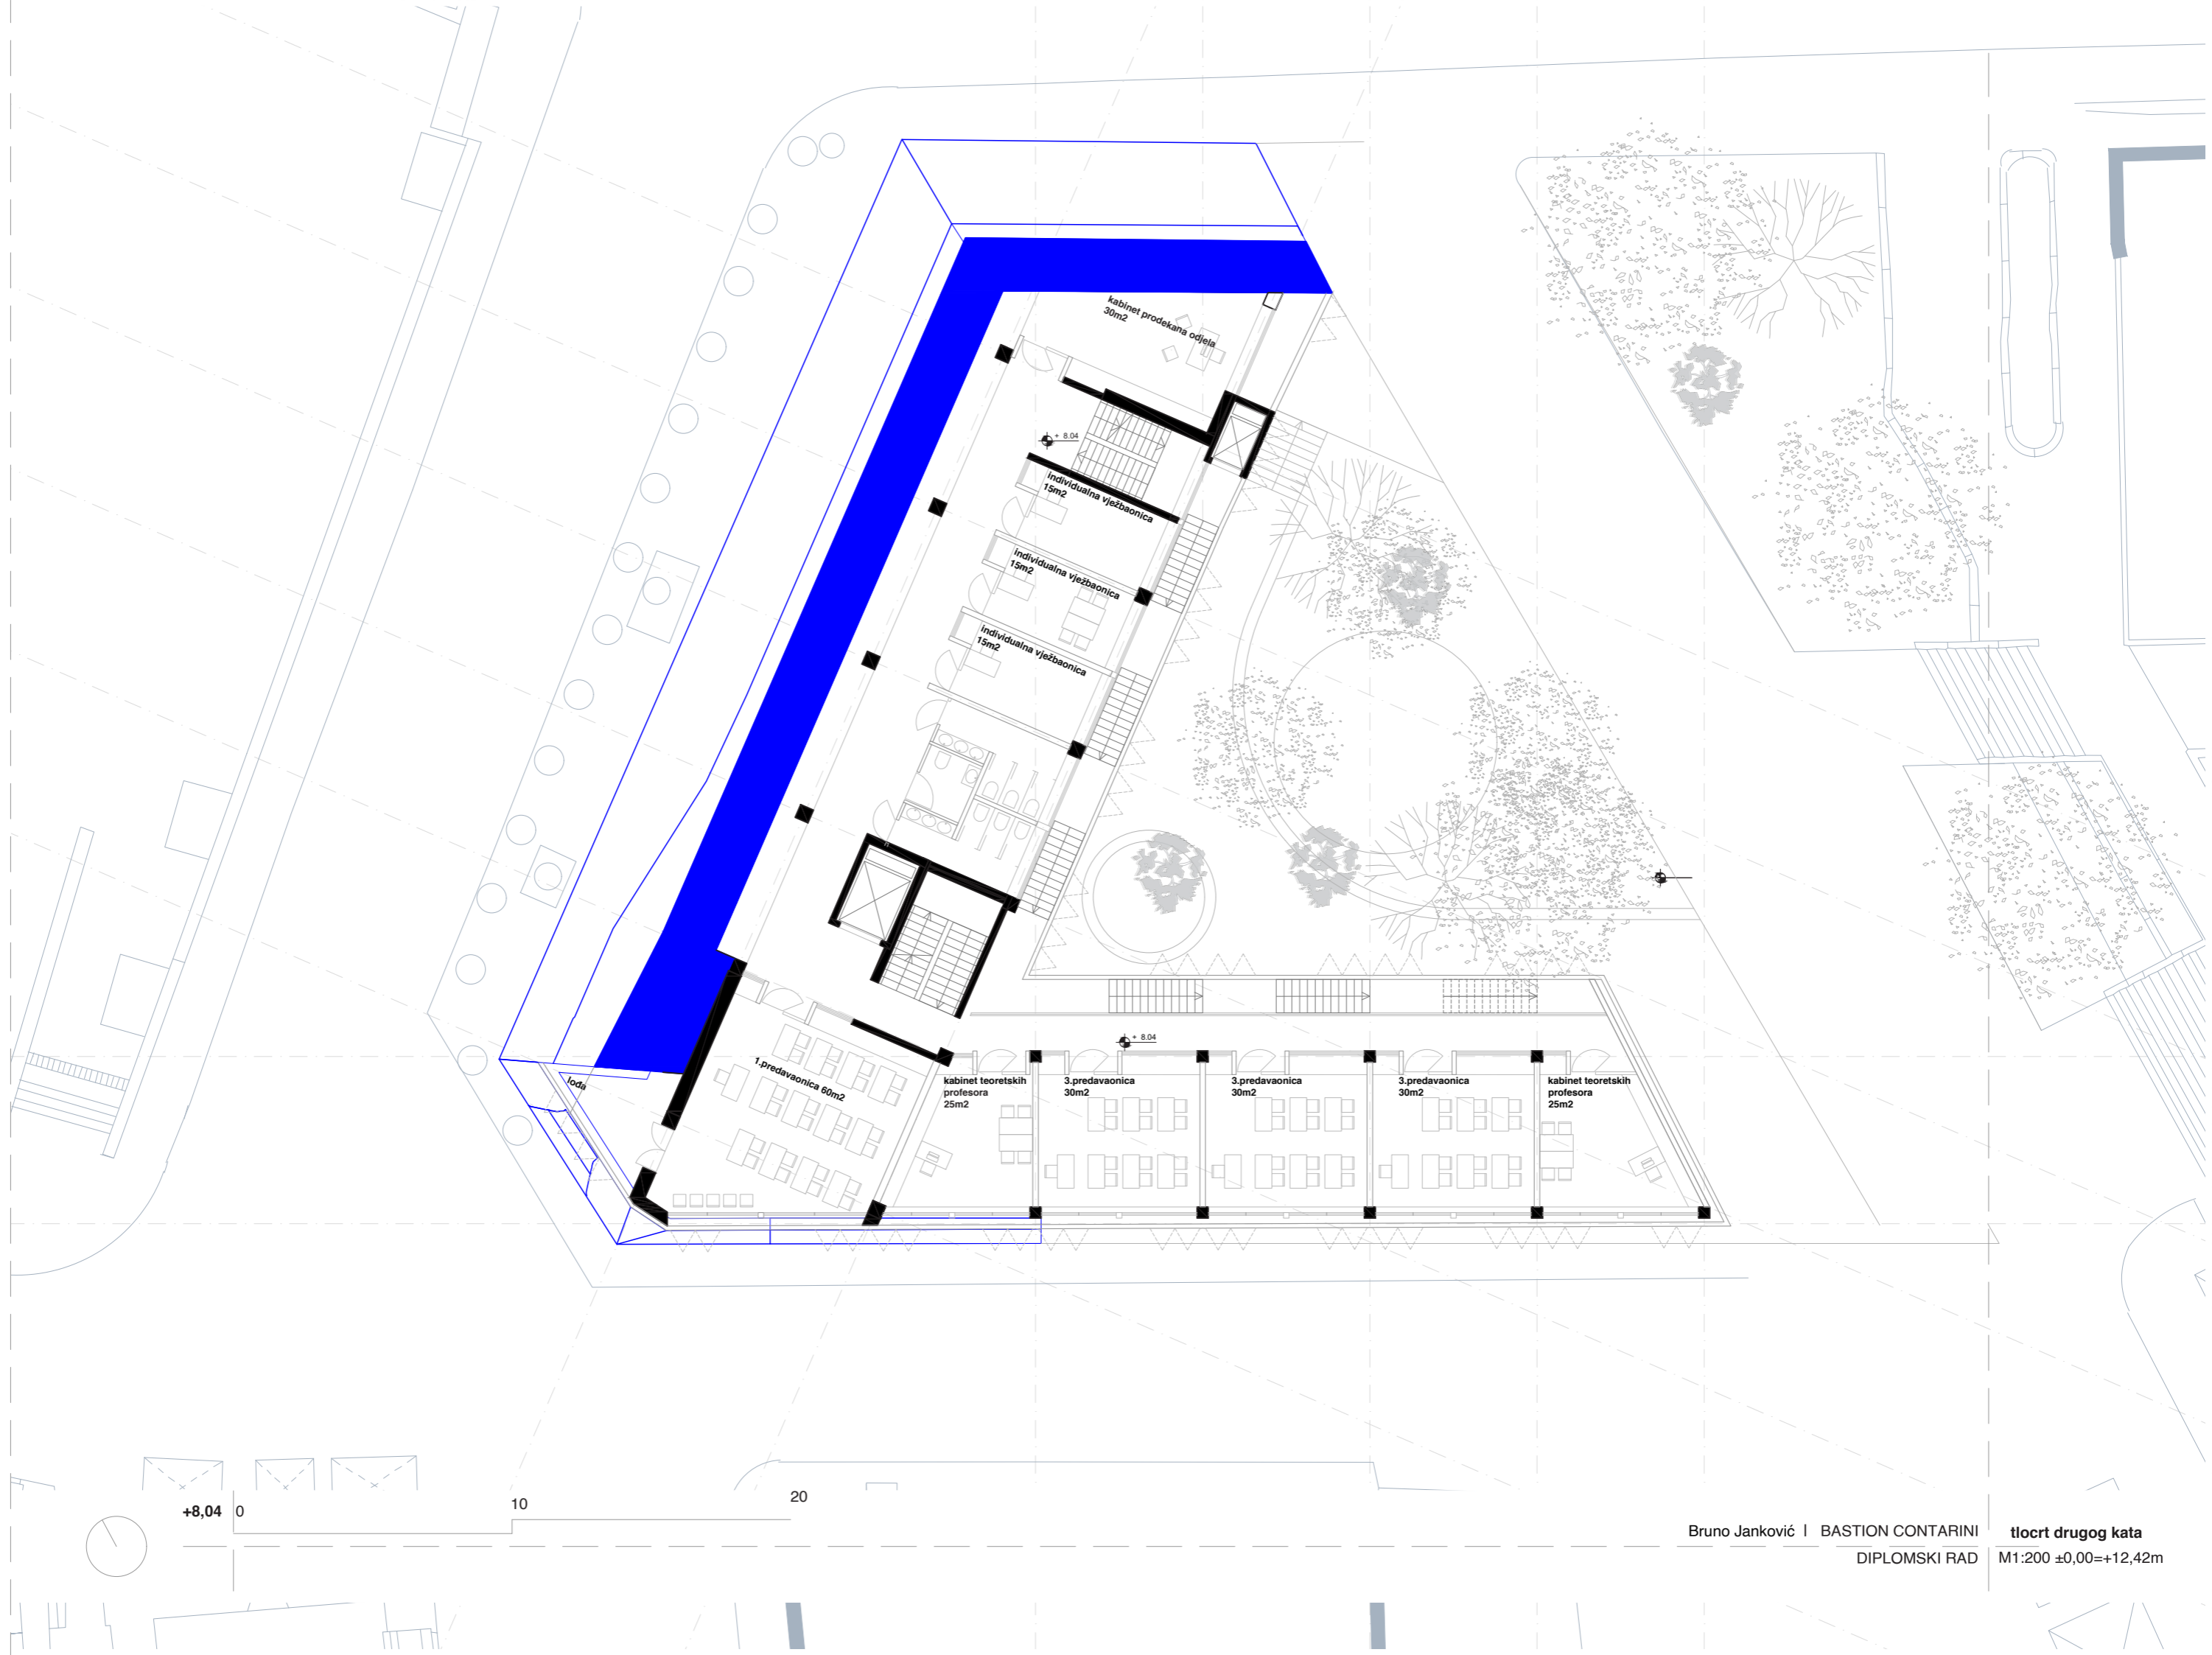 kabinet prodekana odjela
30m2
+ 8.04
individualna vježbaonica
15m2
individualna vježbaonica
15m2
individualna vježbaonica
15m2
+ 8.04
lođa
1.predavaonica 60m2
kabinet teoretskih
profesora
25m2
3.predavaonica
30m2
3.predavaonica
30m2
3.predavaonica
30m2
kabinet teoretskih
profesora
25m2
+8,04 0 10 20
Bruno Janković | BASTION CONTARINI
DIPLOMSKI RAD
tlocrt drugog kata
M1:200 ±0,00=+12,42m